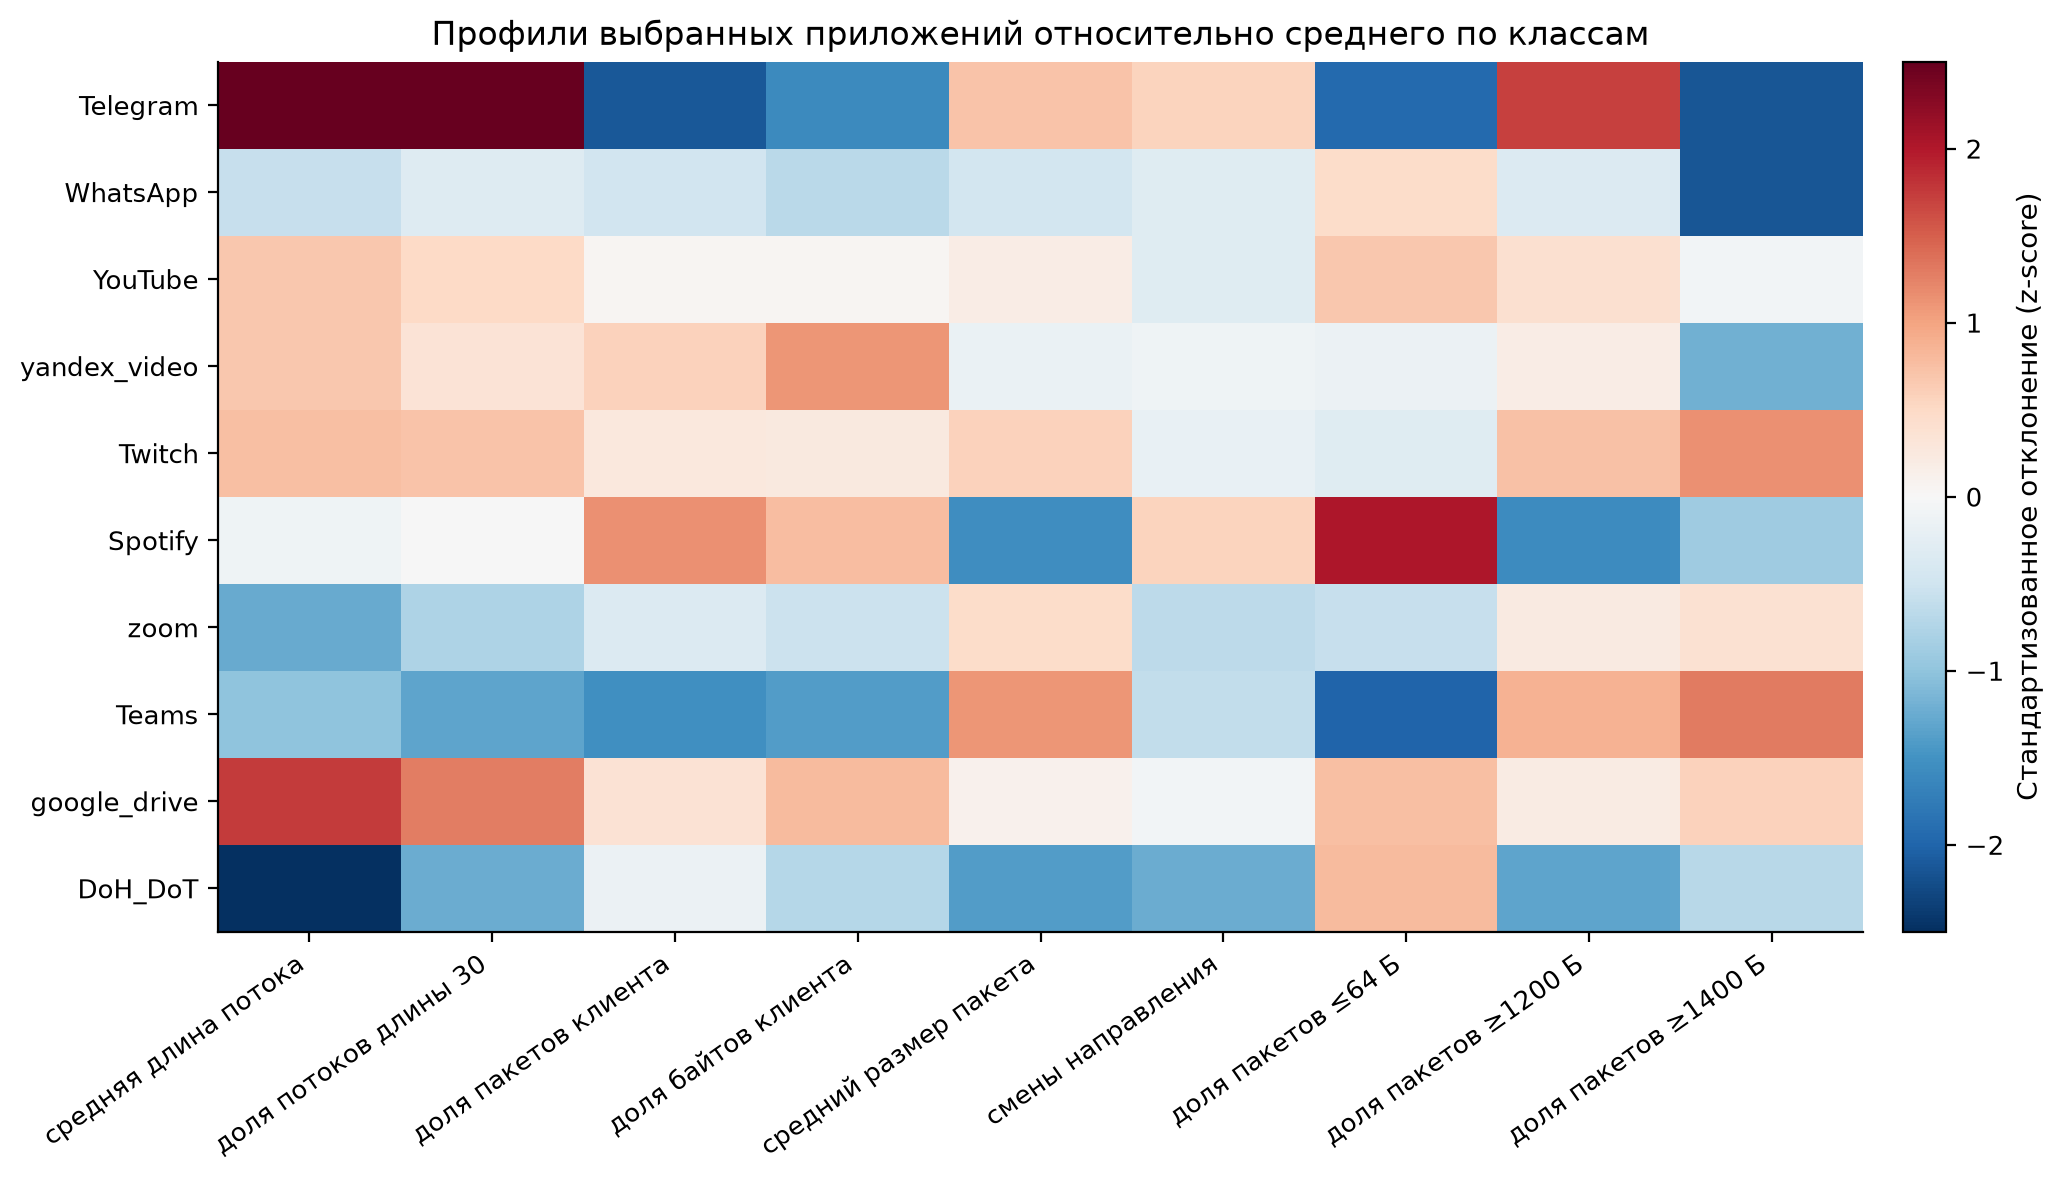 Профили выбранных приложений относительно среднего по классам
Telegram
WhatsApp
YouTube
yandex_video
Twitch
Spotify
zoom
Teams
google_drive
DoH_DoT
средняя длина потока
доля потоков длины 30
доля пакетов клиента
доля байтов клиента
средний размер пакета
смены направления
доля пакетов ≤64 Б
доля пакетов ≥1200 Б
доля пакетов ≥1400 Б
2
1
0
−1
−2
Стандартизованное отклонение (z-score)